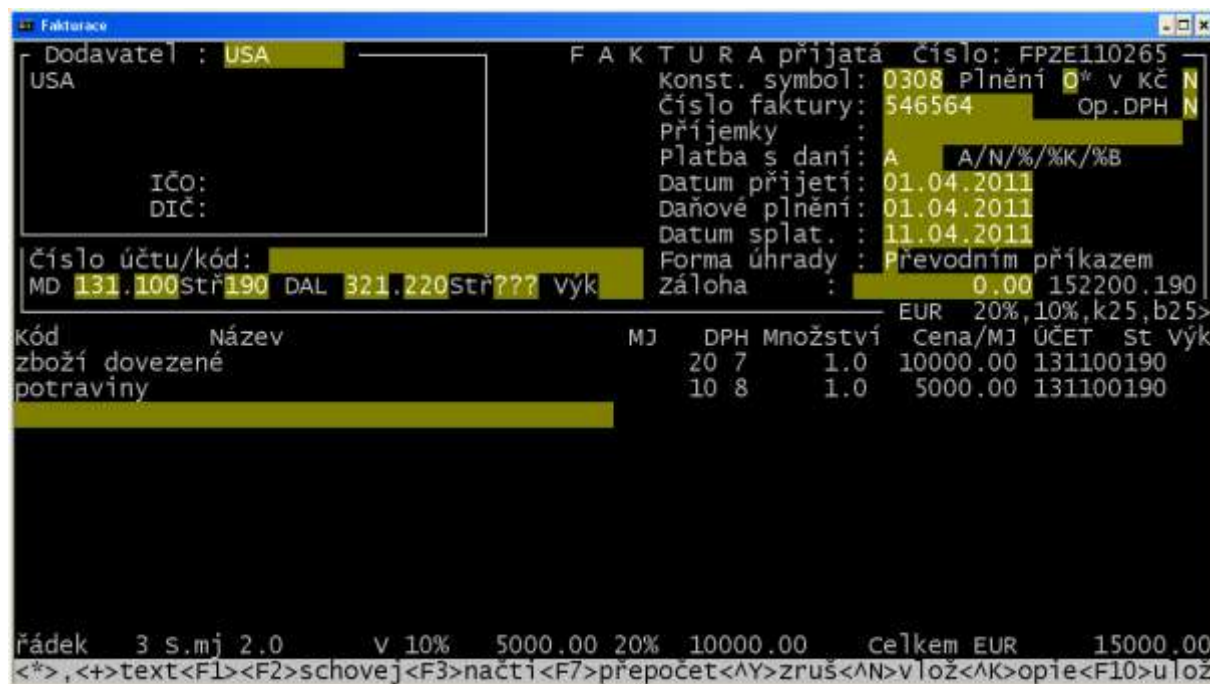 Fakturace
Dodavatel : USA F A K T U R A přijatá Číslo: FPZE110265
USA Konst. symbol: 0308 Plnění O* v Kč N
Číslo faktury: 546564 Op.DPH N
Příjemky :
Platba s daní: A A/N/%/%K/%B
IČO: Datum přijetí: 01.04.2011
DIČ: Daňové plnění: 01.04.2011
Datum splat. : 11.04.2011
Číslo účtu/kód: Forma úhrady : Převodním příkazem
MD 131.100Stř190 DAL 321.220Stř??? Výk Záloha : 0.00 152200.190
EUR 20%,10%,k25,b25>
Kód Název MJ DPH Množství Cena/MJ ÚČET St Výk
zboží dovezené 20 7 1.0 10000.00 131100190
potraviny 10 8 1.0 5000.00 131100190
řádek 3 S.mj 2.0 V 10% 5000.00 20% 10000.00 Celkem EUR 15000.00
<*>,<+>text<F1><F2>schovej<F3>načti<F7>přepočet<^Y>zruš<^N>vlož<^K>opie<F10>ulož